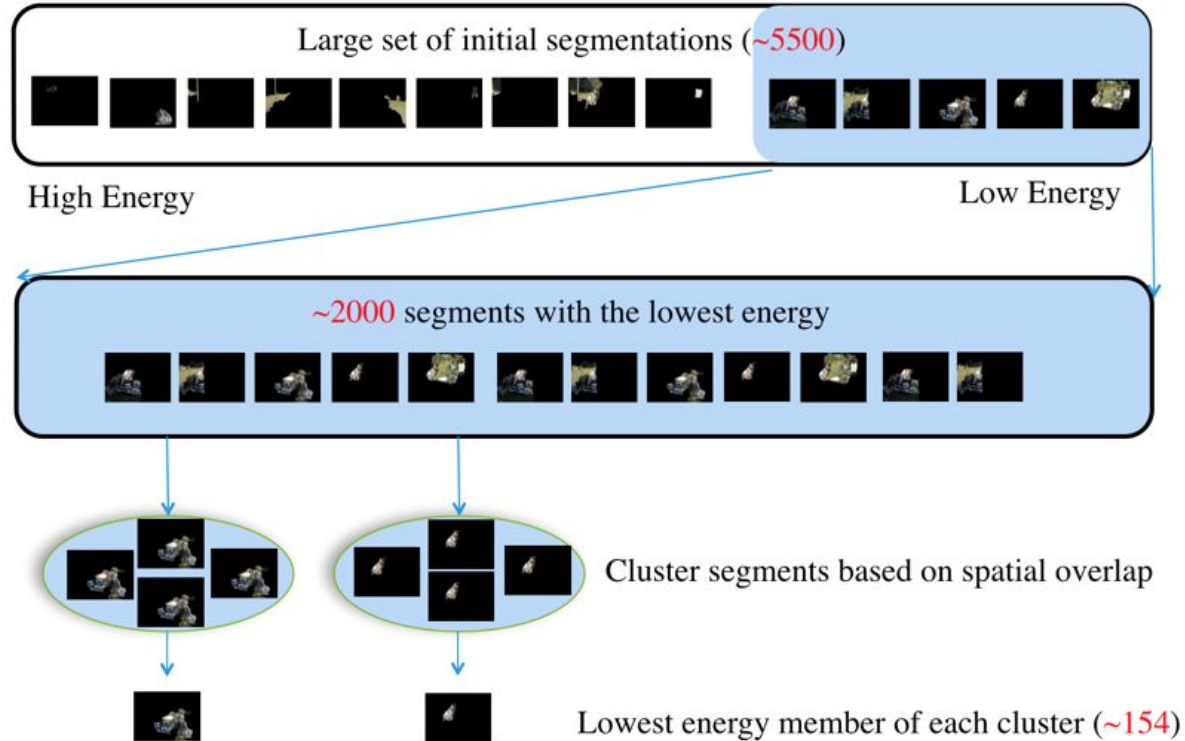 Large set of initial segmentations (~5500)
High Energy
Low Energy
~2000 segments with the lowest energy
Cluster segments based on spatial overlap
Lowest energy member of each cluster (~154)